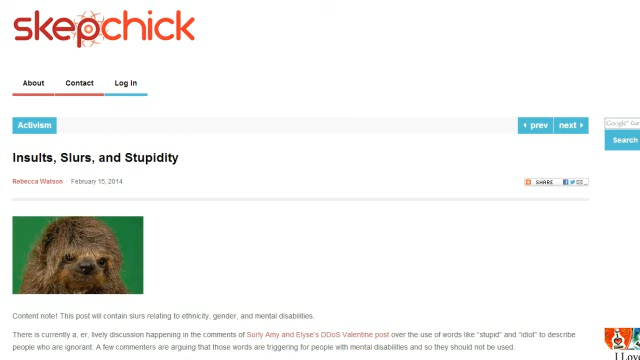 skepchick
About Contact Log In
Activism prev next
Search
Insults, Slurs, and Stupidity
Rebecca Watson · February 15, 2014
SHARE
Content note! This post will contain slurs relating to ethnicity, gender, and mental disabilities.
There is currently a, er, lively discussion happening in the comments of Surly Amy and Elyse's DDoS Valentine post over the use of words like "stupid" and "idiot" to describe
people who are ignorant. A few commenters are arguing that those words are triggering for people with mental disabilities and so they should not be used.